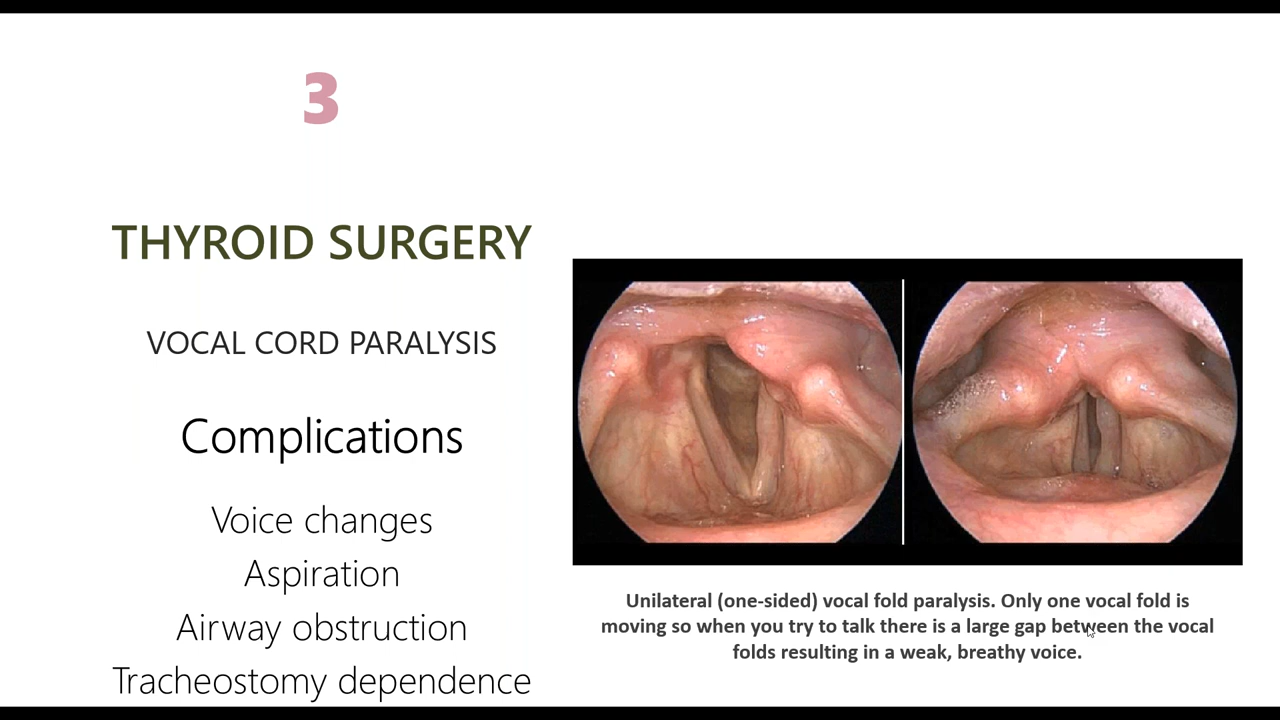 3
THYROID SURGERY
VOCAL CORD PARALYSIS
Complications
Voice changes
Aspiration
Airway obstruction
Tracheostomy dependence
Unilateral (one-sided) vocal fold paralysis. Only one vocal fold is
moving so when you try to talk there is a large gap between the vocal
folds resulting in a weak, breathy voice.